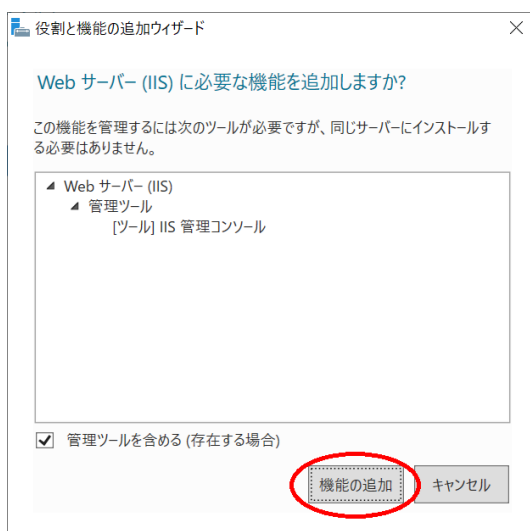 役割と機能の追加ウィザード
Web サーバー (IIS) に必要な機能を追加しますか?
この機能を管理するには次のツールが必要ですが、同じサーバーにインストールす
る必要はありません。
Web サーバー (IIS)
管理ツール
[ツール] IIS 管理コンソール
管理ツールを含める (存在する場合)
機能の追加 キャンセル